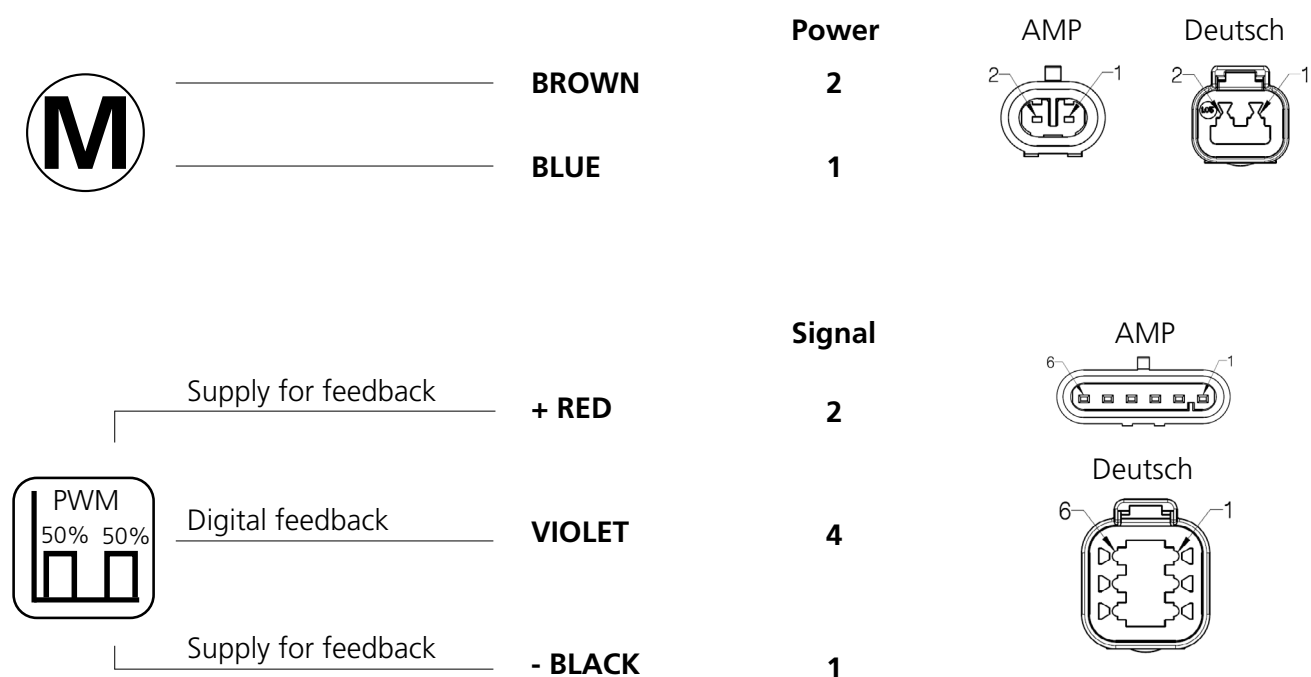 Power AMP Deutsch
M BROWN 2 2 1 2 1
BLUE 1
Signal AMP
6 1
Supply for feedback + RED 2
Deutsch
PWM
50% 50% Digital feedback VIOLET 4 6 1
Supply for feedback - BLACK 1